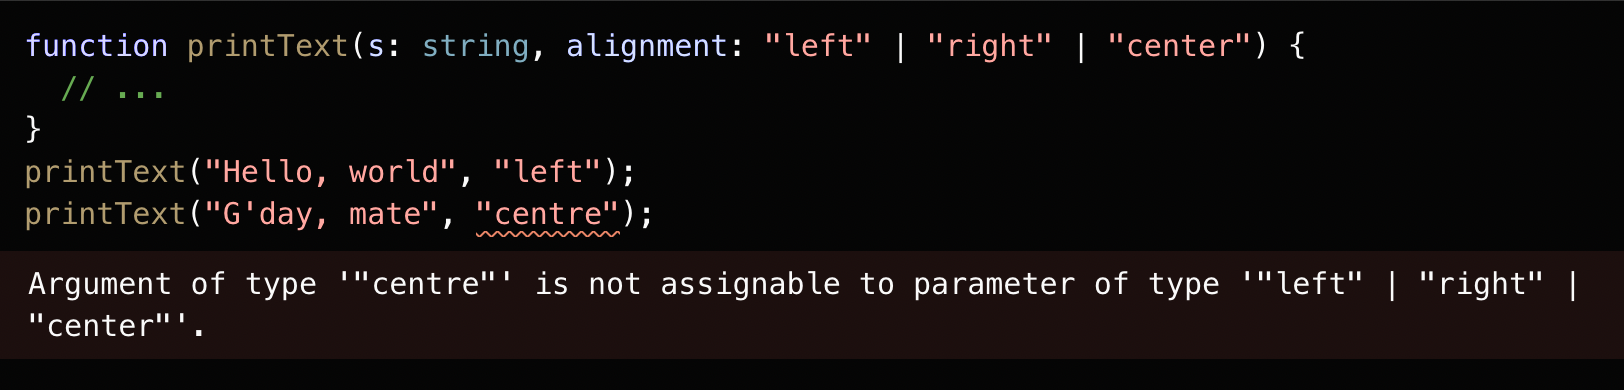 function printText(s: string, alignment: "left" | "right" | "center") {
  // ...
}
printText("Hello, world", "left");
printText("G'day, mate", "centre");
Argument of type '"centre"' is not assignable to parameter of type '"left" | "right" |
"center"'.